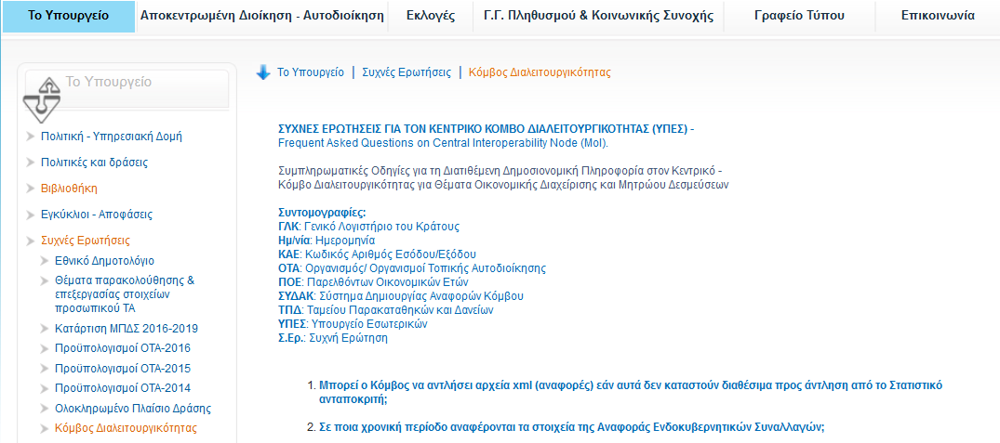 Το Υπουργείο
Αποκεντρωμένη Διοίκηση - Αυτοδιοίκηση
Εκλογές
Γ.Γ. Πληθυσμού & Κοινωνικής Συνοχής
Γραφείο Τύπου
Επικοινωνία
Το Υπουργείο
Πολιτική - Υπηρεσιακή Δομή
Πολιτικές και δράσεις
Βιβλιοθήκη
Εγκύκλιοι - Αποφάσεις
Συχνές Ερωτήσεις
Εθνικό Δημοτολόγιο
Θέματα παρακολούθησης &
επεξεργασίας στοιχείων
προσωπικού ΤΑ
Κατάρτιση ΜΠΔΣ 2016-2019
Προϋπολογισμοί ΟΤΑ-2016
Προϋπολογισμοί ΟΤΑ-2015
Προϋπολογισμοί ΟΤΑ-2014
Ολοκληρωμένο Πλαίσιο Δράσης
Κόμβος Διαλειτουργικότητας
Το Υπουργείο | Συχνές Ερωτήσεις | Κόμβος Διαλειτουργικότητας
ΣΥΧΝΕΣ ΕΡΩΤΗΣΕΙΣ ΓΙΑ ΤΟΝ ΚΕΝΤΡΙΚΟ ΚΟΜΒΟ ΔΙΑΛΕΙΤΟΥΡΓΙΚΟΤΗΤΑΣ (ΥΠΕΣ) -
Frequent Asked Questions on Central Interoperability Node (MoI).
Συμπληρωματικές Οδηγίες για τη Διατιθέμενη Δημοσιονομική Πληροφορία στον Κεντρικό -
Κόμβο Διαλειτουργικότητας για Θέματα Οικονομικής Διαχείρισης και Μητρώου Δεσμεύσεων
Συντομογραφίες:
ΓΛΚ: Γενικό Λογιστήριο του Κράτους
Ημ/νία: Ημερομηνία
ΚΑΕ: Κωδικός Αριθμός Εσόδου/Εξόδου
ΟΤΑ: Οργανισμός/ Οργανισμοί Τοπικής Αυτοδιοίκησης
ΠΟΕ: Παρελθόντων Οικονομικών Ετών
ΣΥΔΑΚ: Σύστημα Δημιουργίας Αναφορών Κόμβου
ΤΠΔ: Ταμείου Παρακαταθηκών και Δανείων
ΥΠΕΣ: Υπουργείο Εσωτερικών
Σ.Ερ.: Συχνή Ερώτηση
1. Μπορεί ο Κόμβος να αντλήσει αρχεία xml (αναφορές) εάν αυτά δεν καταστούν διαθέσιμα προς άντληση από το Στατιστικό
ανταποκριτή;
2. Σε ποια χρονική περίοδο αναφέρονται τα στοιχεία της Αναφοράς Ενδοκυβερνητικών Συναλλαγών;